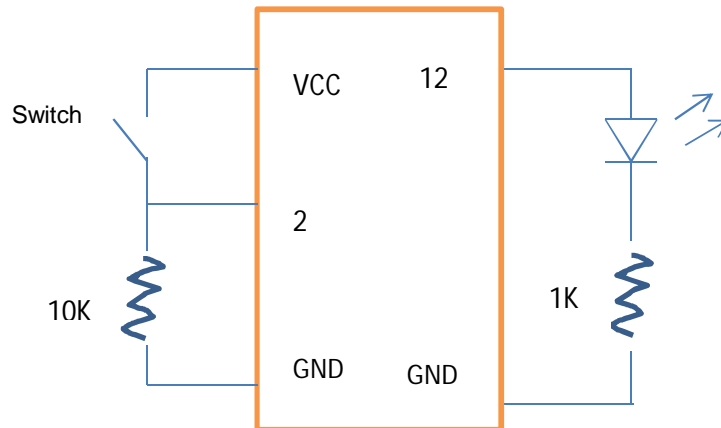 VCC
12
Switch
2
10K
1K
GND
GND